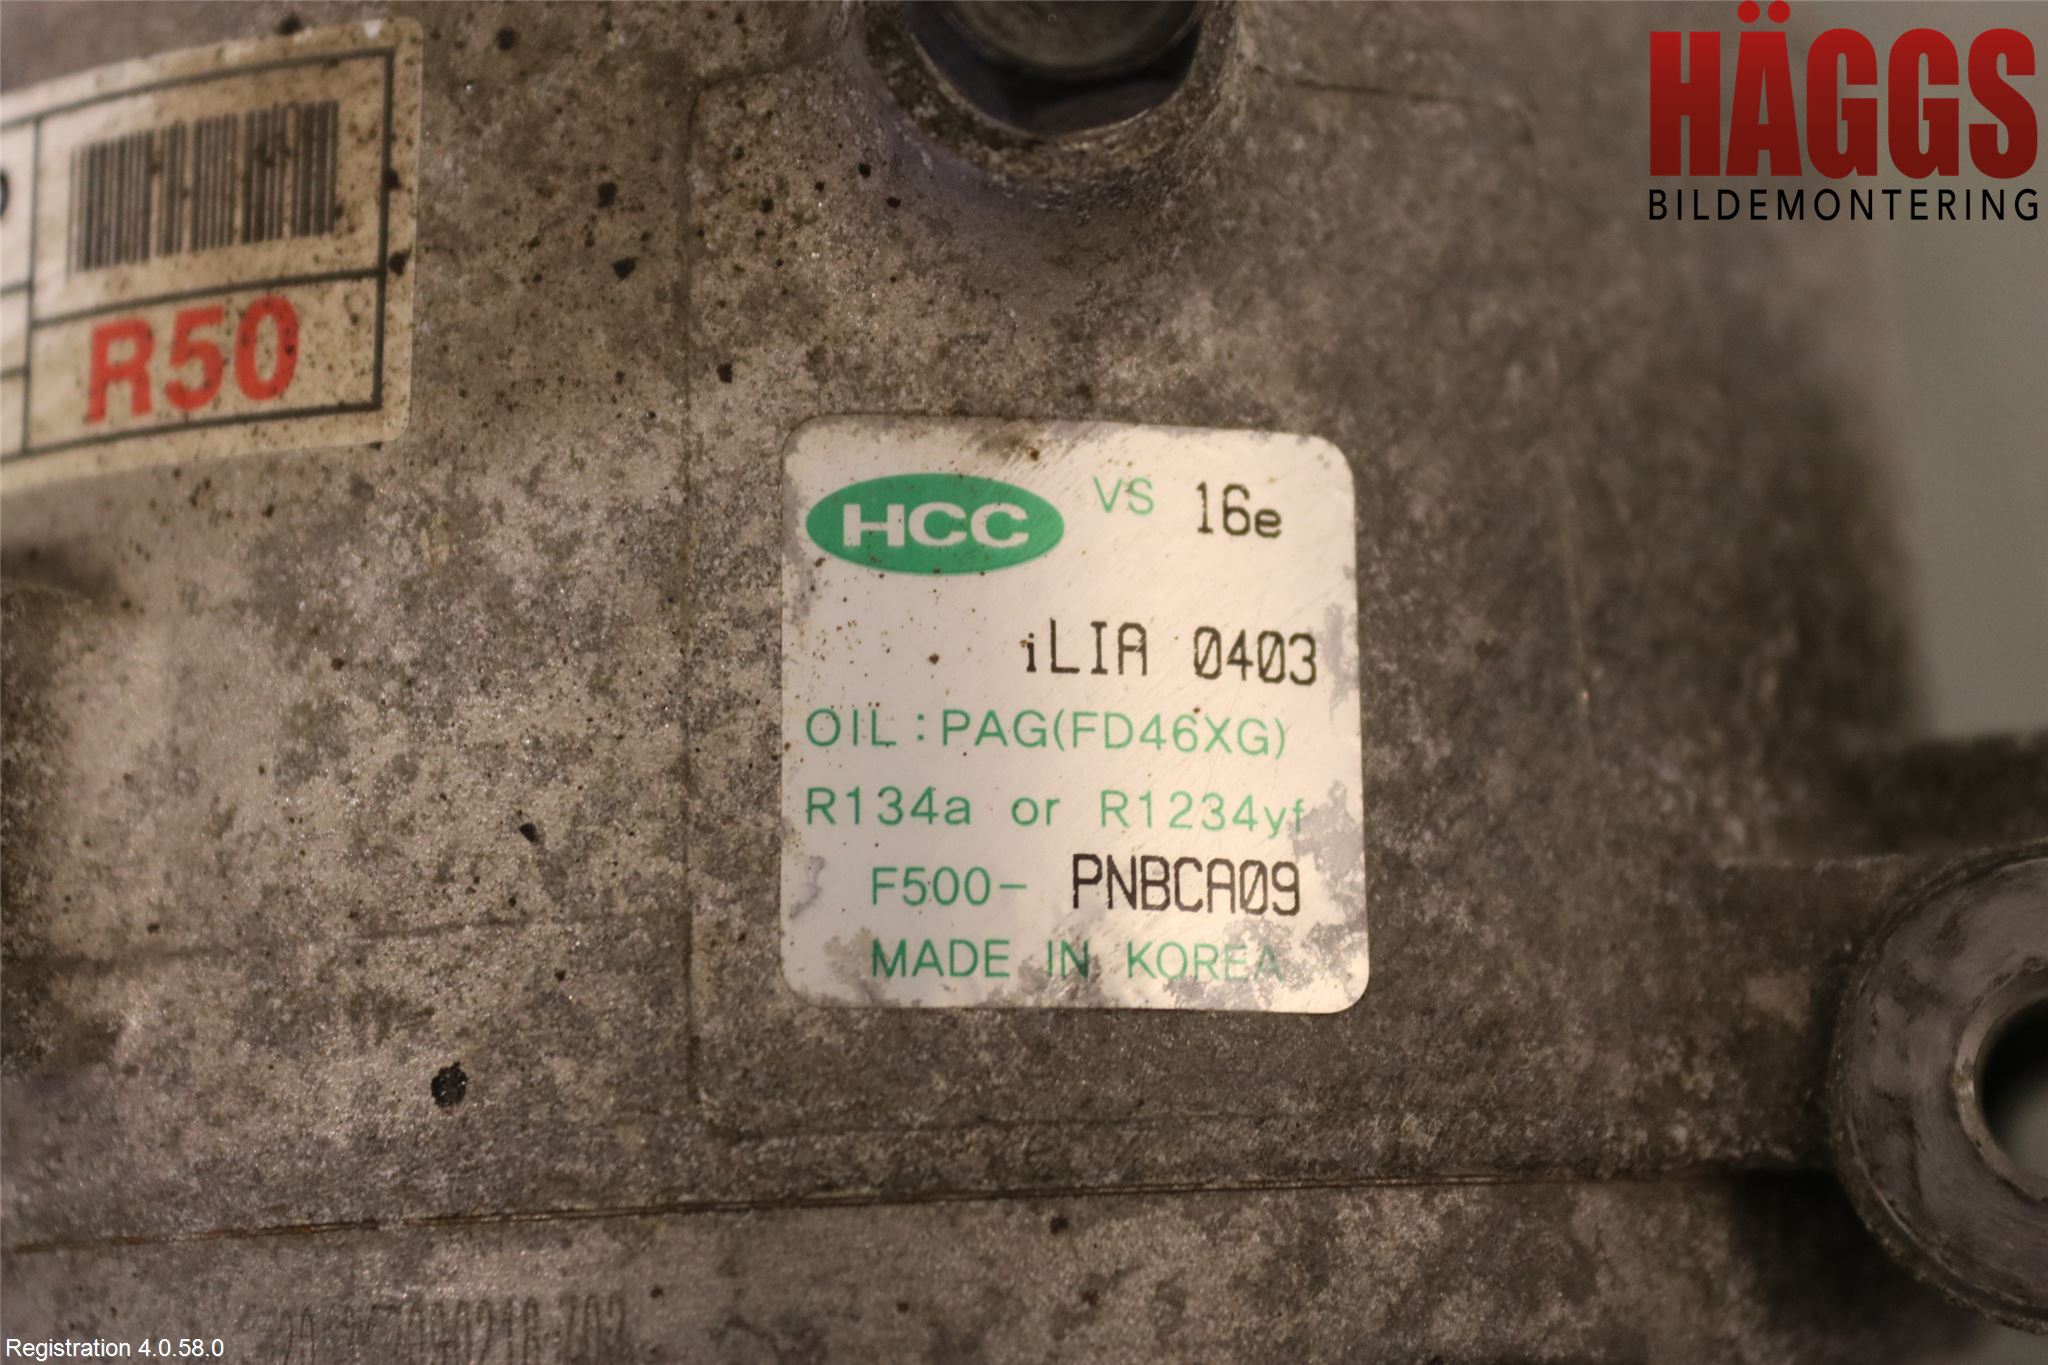 HÄGGS
BILDEMONTERING
R50
HCC VS 16e
iLIA 0403
OIL : PAG(FD46XG)
R134a or R1234yf
F500- PNBCA09
MADE IN KOREA
Registration 4.0.58.0